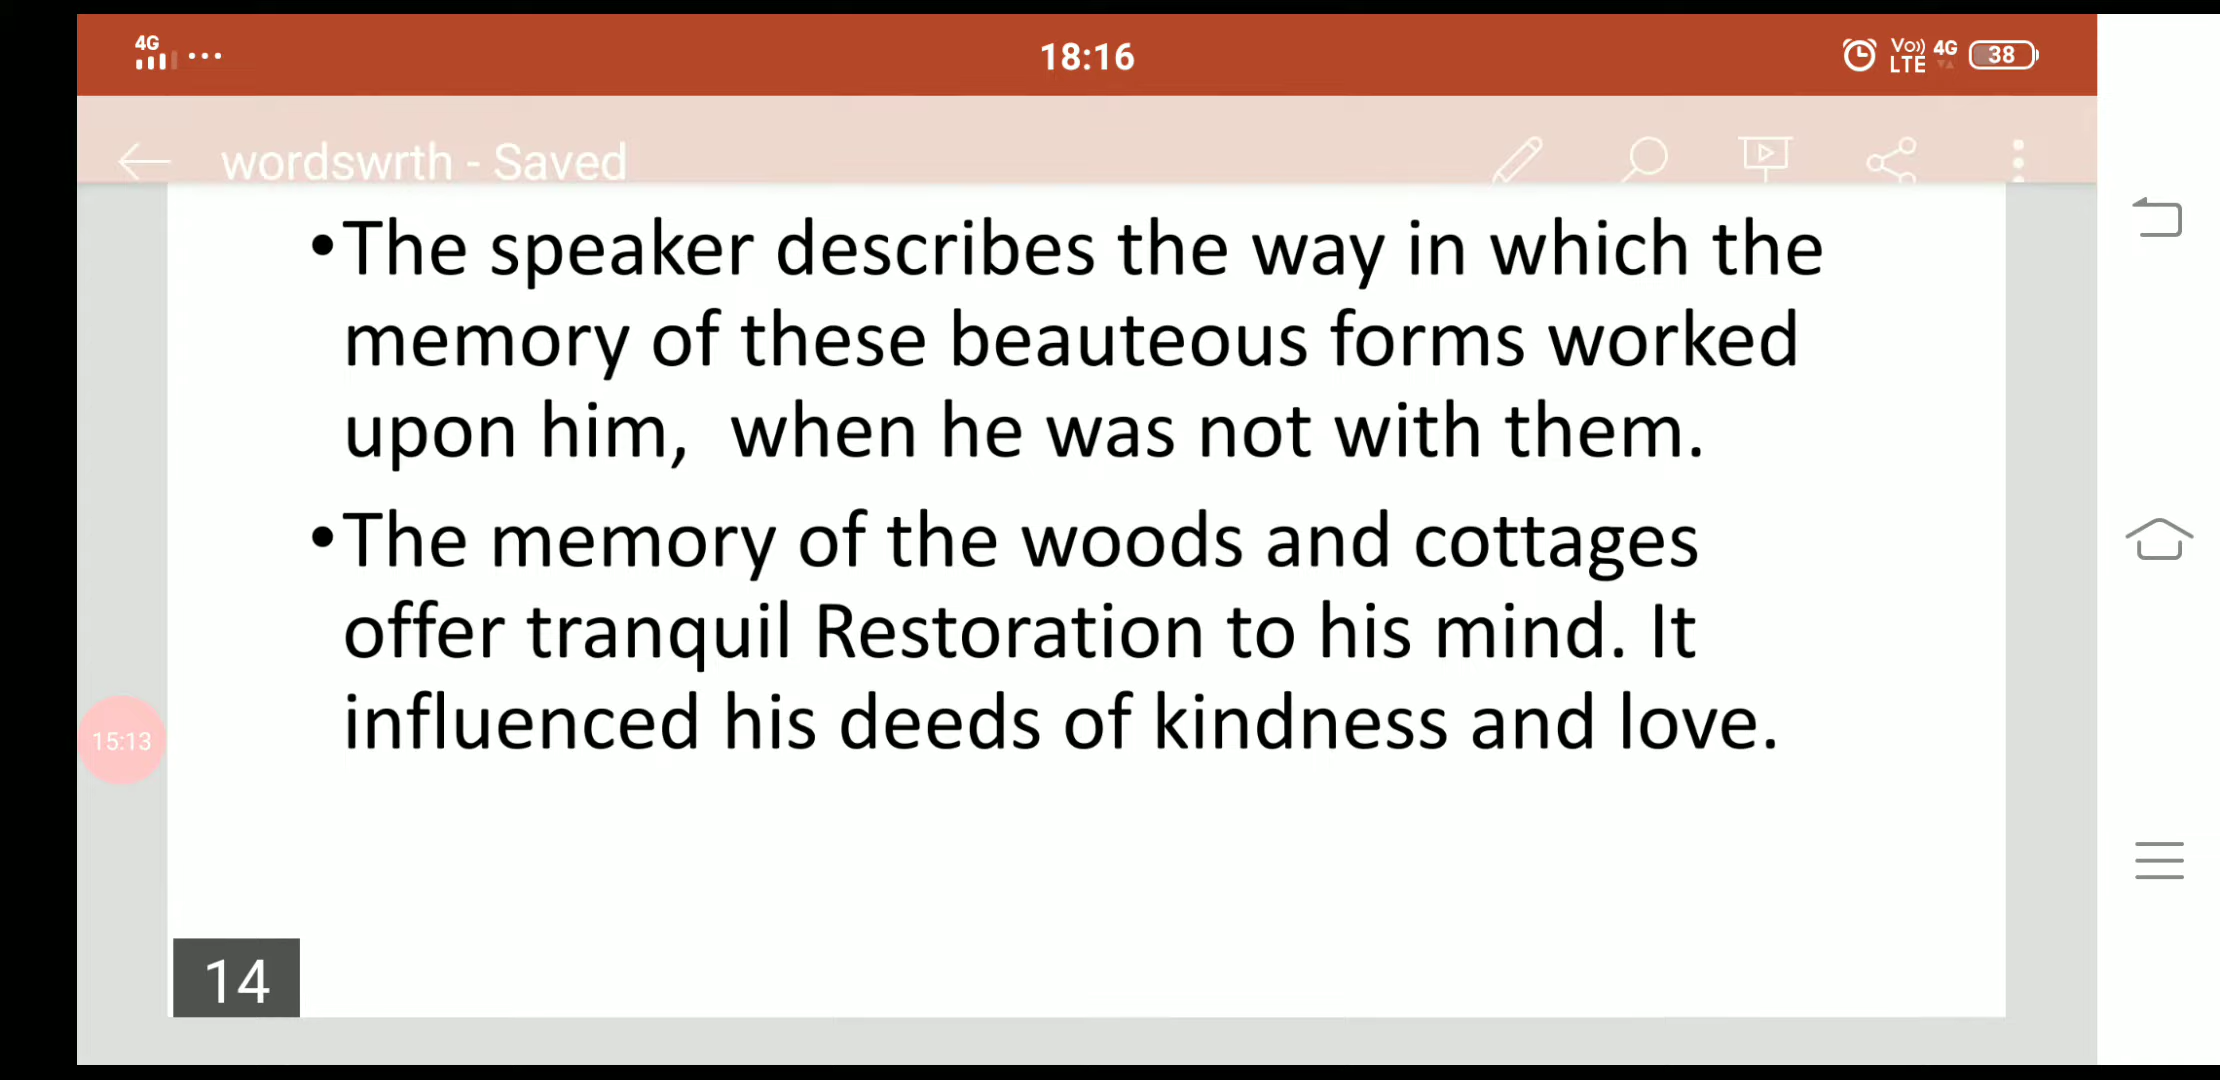 4G
18:16
Vo)) 4G
LTE
38
wordswrth - Saved
•The speaker describes the way in which the
memory of these beauteous forms worked
upon him,  when he was not with them.
•The memory of the woods and cottages
offer tranquil Restoration to his mind. It
influenced his deeds of kindness and love.
15:13
14